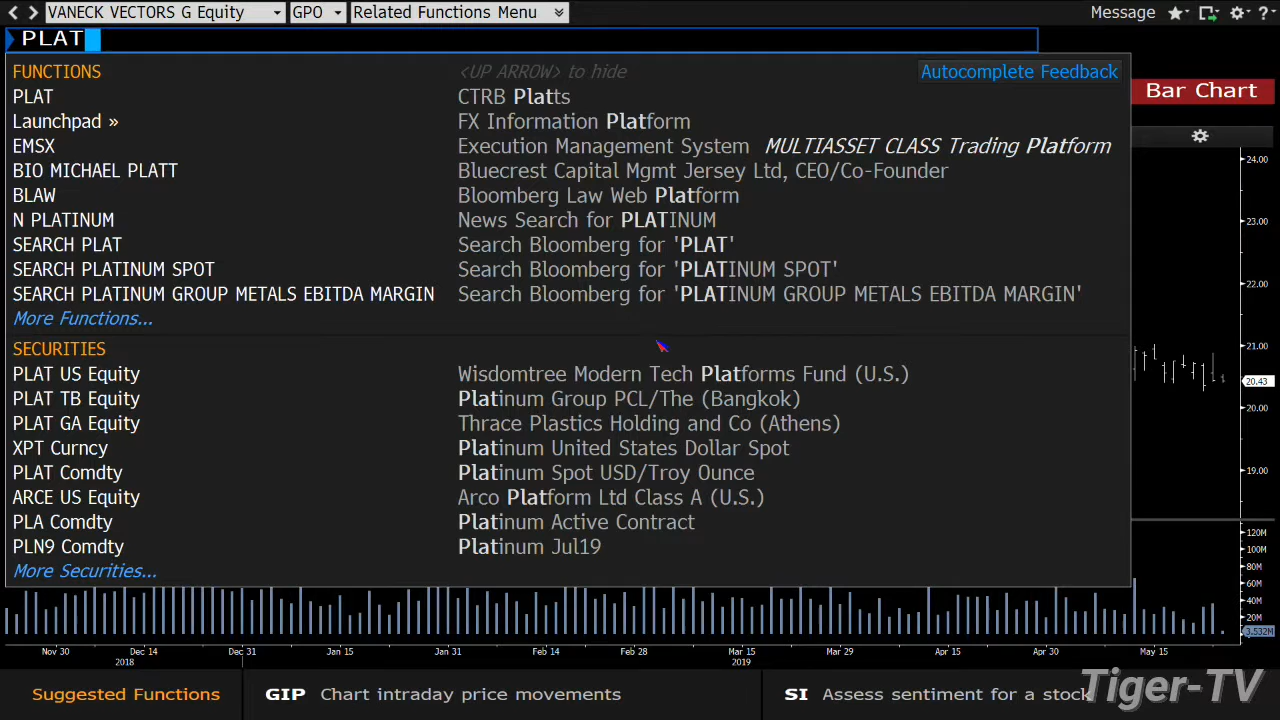 VANECK VECTORS G Equity GPO Related Functions Menu Message ?
PLAT
FUNCTIONS <UP ARROW> to hide Autocomplete Feedback
PLAT CTRB Platts
Bar Chart
Launchpad » FX Information Platform
EMSX Execution Management System MULTIASSET CLASS Trading Platform
BIO MICHAEL PLATT Bluecrest Capital Mgmt Jersey Ltd, CEO/Co-Founder
BLAW Bloomberg Law Web Platform
N PLATINUM News Search for PLATINUM
SEARCH PLAT Search Bloomberg for 'PLAT'
SEARCH PLATINUM SPOT Search Bloomberg for 'PLATINUM SPOT'
SEARCH PLATINUM GROUP METALS EBITDA MARGIN Search Bloomberg for 'PLATINUM GROUP METALS EBITDA MARGIN'
More Functions...
SECURITIES
PLAT US Equity Wisdomtree Modern Tech Platforms Fund (U.S.)
PLAT TB Equity Platinum Group PCL/The (Bangkok)
PLAT GA Equity Thrace Plastics Holding and Co (Athens)
XPT Curncy Platinum United States Dollar Spot
PLAT Comdty Platinum Spot USD/Troy Ounce
ARCE US Equity Arco Platform Ltd Class A (U.S.)
PLA Comdty Platinum Active Contract
PLN9 Comdty Platinum Jul19
More Securities...
24.00
23.00
22.00
21.00
20.43
20.00
19.00
120M
100M
80M
60M
40M
20M
3.532M
Nov 30 Dec 14 Dec 31 Jan 15 Jan 31 Feb 14 Feb 28 Mar 15 Mar 29 Apr 15 Apr 30 May 15
2018 2019
Suggested Functions GIP Chart intraday price movements SI Assess sentiment for a stock
Tiger-TV